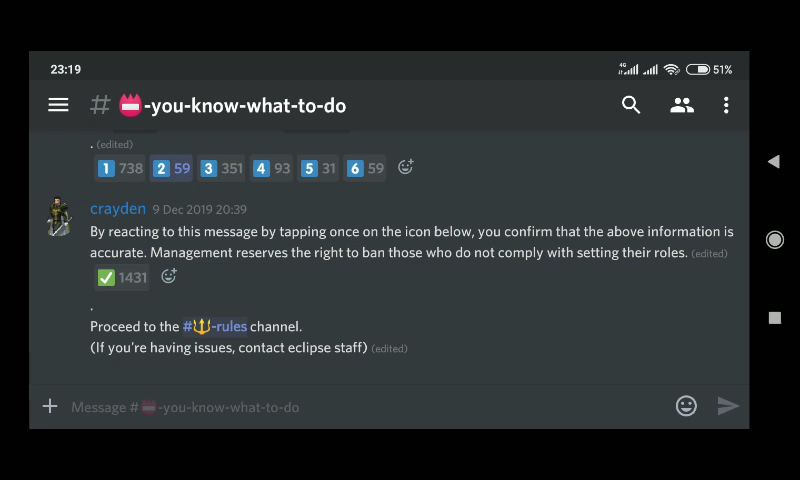 23:19
4G
51%
# 📛-you-know-what-to-do
. (edited)
1 738 2 59 3 351 4 93 5 31 6 59
crayden 9 Dec 2019 20:39
By reacting to this message by tapping once on the icon below, you confirm that the above information is
accurate. Management reserves the right to ban those who do not comply with setting their roles. (edited)
✅ 1431
.
Proceed to the #🔱-rules channel.
(If you're having issues, contact eclipse staff) (edited)
Message #📛-you-know-what-to-do